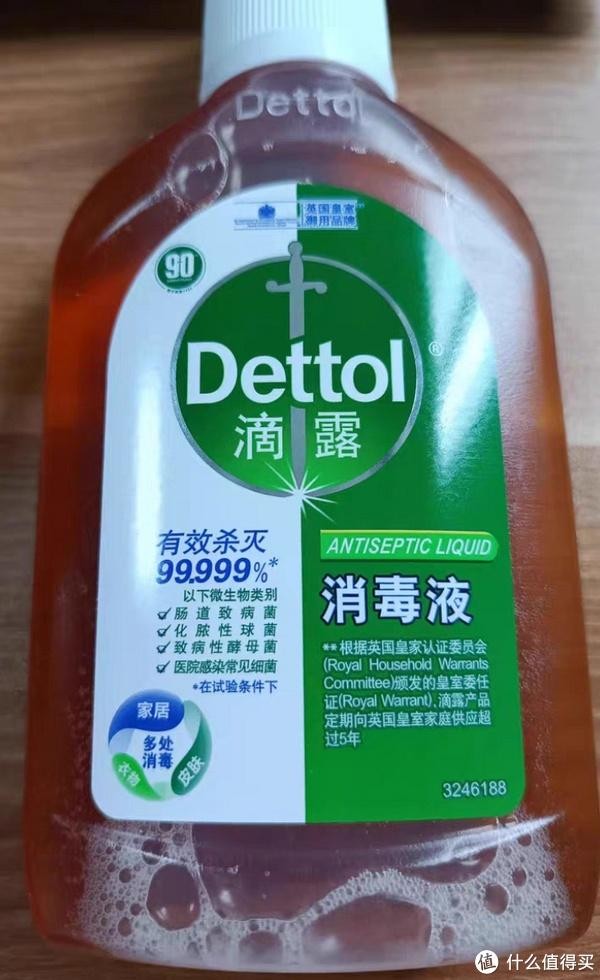 Dettol
英国皇室
御用品牌**
90
Dettol®
滴露
有效杀灭
99.999%*
以下微生物类别
肠道致病菌
化脓性球菌
致病性酵母菌
医院感染常见细菌
*在试验条件下
家居
多处
消毒
衣物
皮肤
ANTISEPTIC LIQUID
消毒液
**根据英国皇家认证委员会
(Royal Household Warrants
Committee)颁发的皇室委任
证(Royal Warrant),滴露产品
定期向英国皇室家庭供应超
过5年
3246188
值 什么值得买